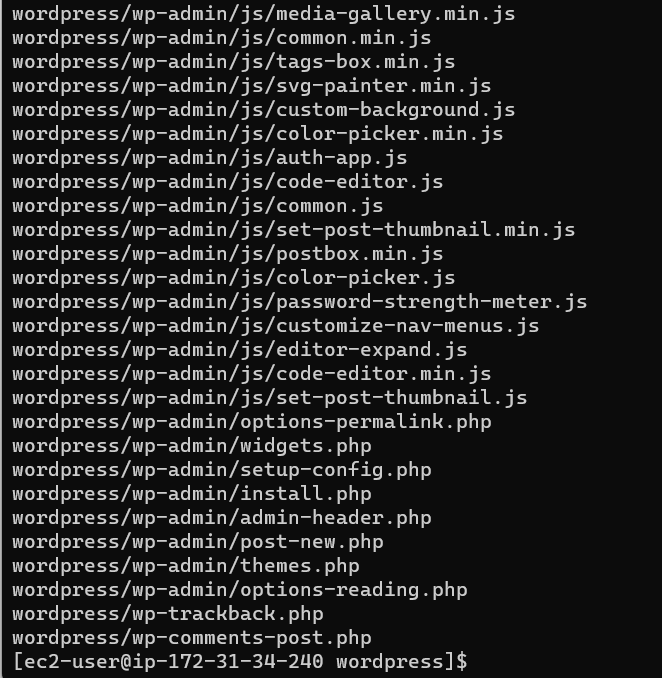 wordpress/wp-admin/js/media-gallery.min.js
wordpress/wp-admin/js/common.min.js
wordpress/wp-admin/js/tags-box.min.js
wordpress/wp-admin/js/svg-painter.min.js
wordpress/wp-admin/js/custom-background.js
wordpress/wp-admin/js/color-picker.min.js
wordpress/wp-admin/js/auth-app.js
wordpress/wp-admin/js/code-editor.js
wordpress/wp-admin/js/common.js
wordpress/wp-admin/js/set-post-thumbnail.min.js
wordpress/wp-admin/js/postbox.min.js
wordpress/wp-admin/js/color-picker.js
wordpress/wp-admin/js/password-strength-meter.js
wordpress/wp-admin/js/customize-nav-menus.js
wordpress/wp-admin/js/editor-expand.js
wordpress/wp-admin/js/code-editor.min.js
wordpress/wp-admin/js/set-post-thumbnail.js
wordpress/wp-admin/options-permalink.php
wordpress/wp-admin/widgets.php
wordpress/wp-admin/setup-config.php
wordpress/wp-admin/install.php
wordpress/wp-admin/admin-header.php
wordpress/wp-admin/post-new.php
wordpress/wp-admin/themes.php
wordpress/wp-admin/options-reading.php
wordpress/wp-trackback.php
wordpress/wp-comments-post.php
[ec2-user@ip-172-31-34-240 wordpress]$